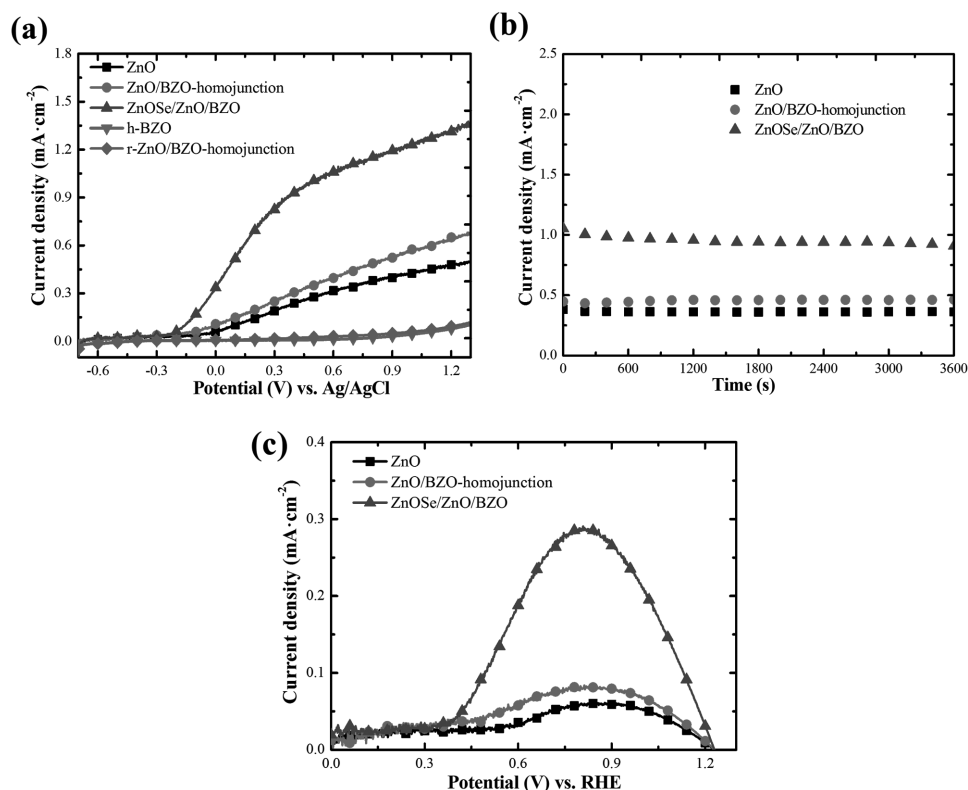 (a)
1.8
1.5
1.2
0.9
0.6
0.3
0.0
Current density (mA·cm⁻²)
ZnO
ZnO/BZO-homojunction
ZnOSe/ZnO/BZO
h-BZO
r-ZnO/BZO-homojunction
-0.6 -0.3 0.0 0.3 0.6 0.9 1.2
Potential (V) vs. Ag/AgCl
(b)
2.5
2.0
1.5
1.0
0.5
0.0
Current density (mA·cm⁻²)
ZnO
ZnO/BZO-homojunction
ZnOSe/ZnO/BZO
0 600 1200 1800 2400 3000 3600
Time (s)
(c)
0.4
0.3
0.2
0.1
0.0
Current density (mA·cm⁻²)
ZnO
ZnO/BZO-homojunction
ZnOSe/ZnO/BZO
0.0 0.3 0.6 0.9 1.2
Potential (V) vs. RHE